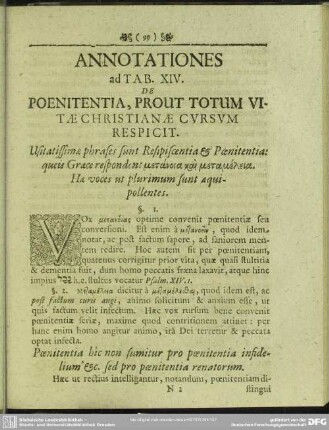 ( 99 )
ANNOTATIONES
ad TAB. XIV.
DE
POENITENTIA, PROUT TOTUM VI-
TÆ CHRISTIANÆ CVRSVM
RESPICIT.
Usitatissimæ phrases sunt Resipiscentia & Pœnitentia:
queis Græce respondent μετάνοια καὶ μεταμέλεια.
Hæ voces ut plurimum sunt æqui-
pollentes.
§. 1.
VOx μετανοίας optime convenit pœnitentiæ seu
conversioni. Est enim à μετανοεῖν, quod idem
notat, ac post factum sapere, ad saniorem men-
tem redire. Hoc autem fit per pœnitentiam,
quatenus corrigitur prior vita, quæ quasi stultitia
& dementia fuit, dum homo peccatis fræna laxavit, atque hinc
impius נבל h.e. stultus vocatur Psalm. XIV. 1.
§. 2. Μεταμέλεια dicitur à μεταμέλεσθαι, quod idem est, ac
post factum curâ angi, animo solicitum & anxium esse, ut
quis factum velit infectum. Hæc vox rursum bene convenit
pœnitentiæ seriæ, maxime quod contritionem attinet: per
hanc enim homo angitur animo, irâ Dei terretur & peccata
optat infecta.
Pœnitentia hic non sumitur pro pœnitentia infide-
lium &c. sed pro pœnitentia renatorum.
Hæc ut rectius intelligantur, notandum, pœnitentiam di-
N 2 stingui